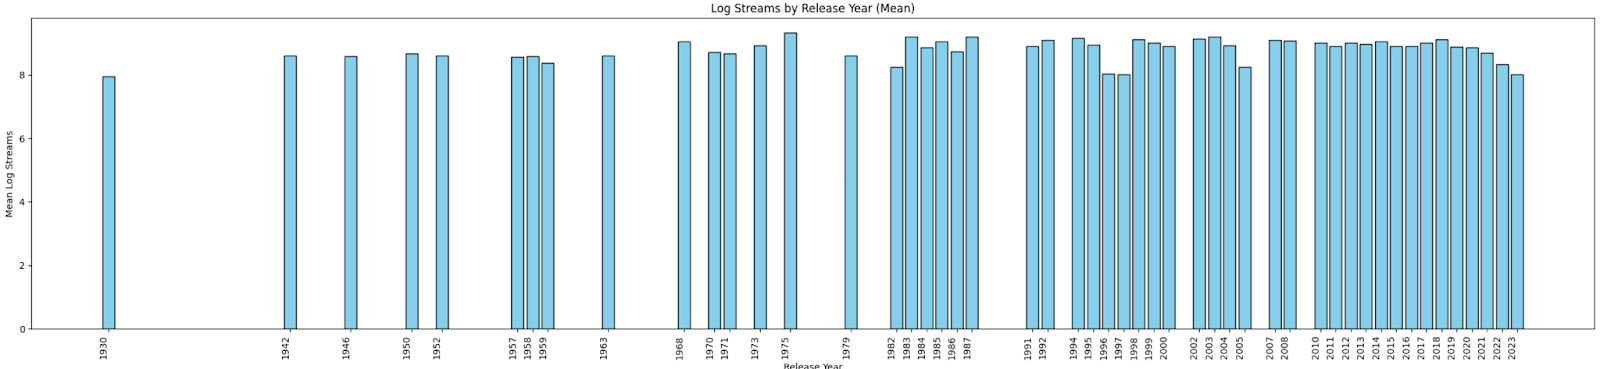 Log Streams by Release Year (Mean)
8
6
4
2
0
Mean Log Streams
1930 1942 1946 1950 1952 1957 1958 1959 1963 1968 1970 1971 1973 1975 1979 1982 1983 1984 1985 1986 1987 1991 1992 1994 1995 1996 1997 1998 1999 2000 2002 2003 2004 2005 2007 2008 2010 2011 2012 2013 2014 2015 2016 2017 2018 2019 2020 2021 2022 2023
Release Year